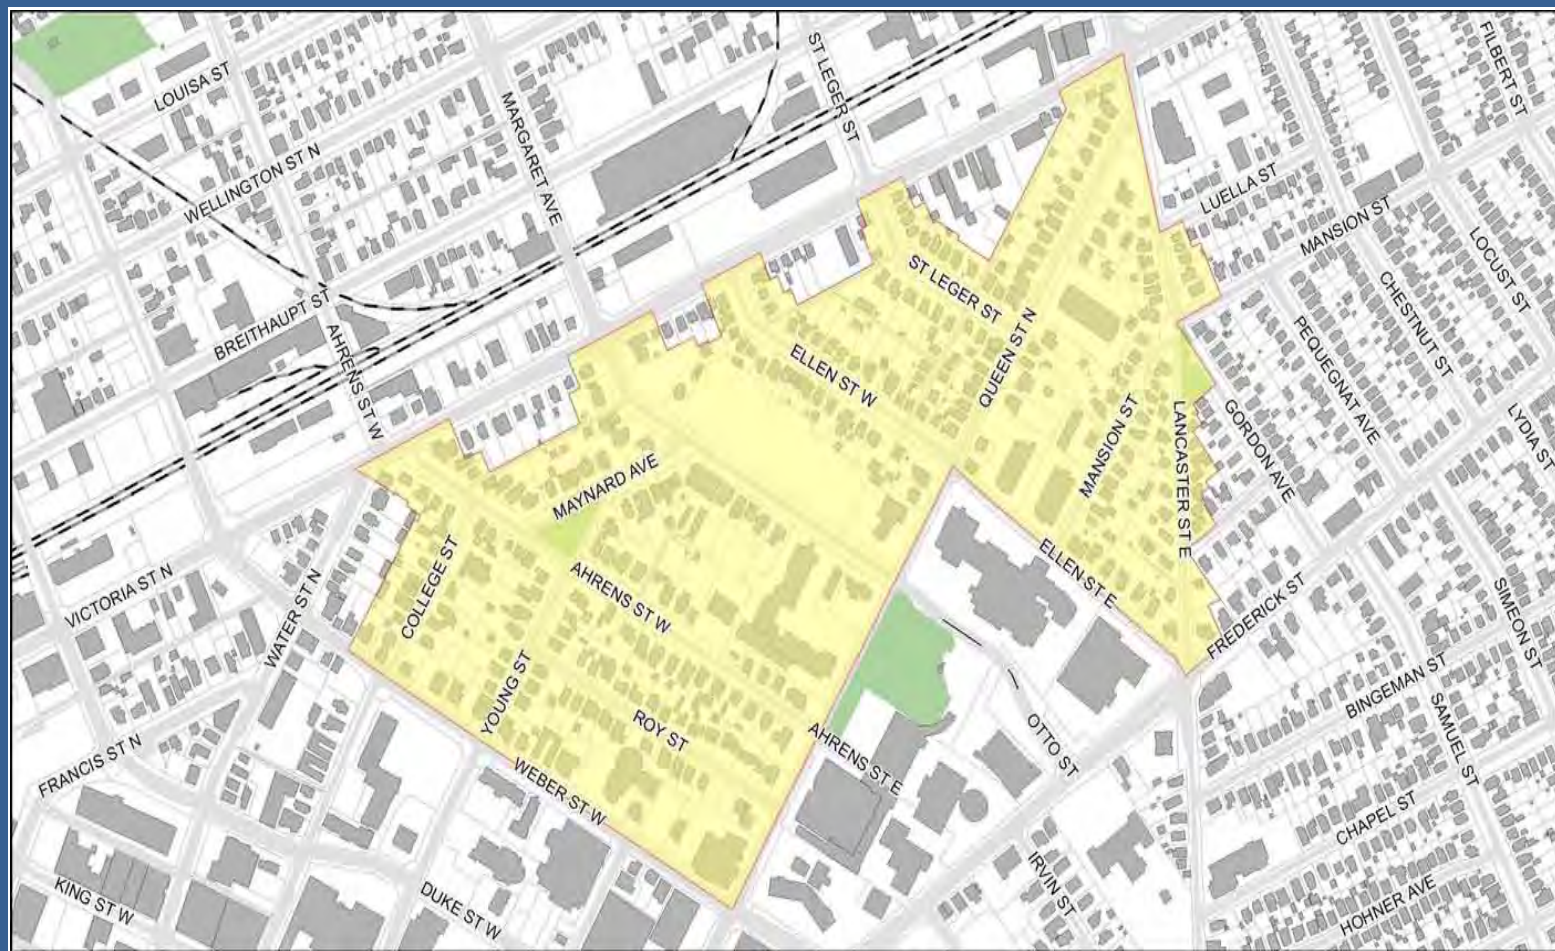 ST LEGER ST
FILBERT ST
LOUISA ST
MARGARET AVE
WELLINGTON ST N
LUELLA ST
MANSION ST
LOCUST ST
ST LEGER ST
CHESTNUT ST
BREITHAUPT ST
AHRENS ST W
QUEEN ST N
PEQUEGNAT AVE
ELLEN ST W
MANSION ST
LANCASTER ST E
GORDON AVE
LYDIA ST
MAYNARD AVE
COLLEGE ST
VICTORIA ST N
WATER ST N
AHRENS ST W
ELLEN ST E
FREDERICK ST
SIMEON ST
YOUNG ST
ROY ST
BINGEMAN ST
SAMUEL ST
FRANCIS ST N
OTTO ST
AHRENS ST E
WEBER ST W
CHAPEL ST
IRVIN ST
KING ST W
DUKE ST W
HOHNER AVE